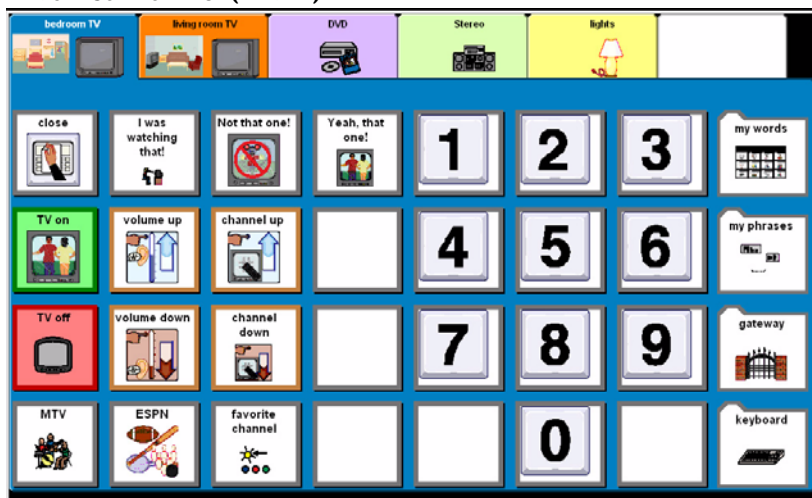 bedroom TV
living room TV
DVD
Stereo
lights
close
I was
watching
that!
Not that one!
Yeah, that
one!
1
2
3
my words
TV on
volume up
channel up
4
5
6
my phrases
TV off
volume down
channel
down
7
8
9
gateway
MTV
ESPN
favorite
channel
0
keyboard